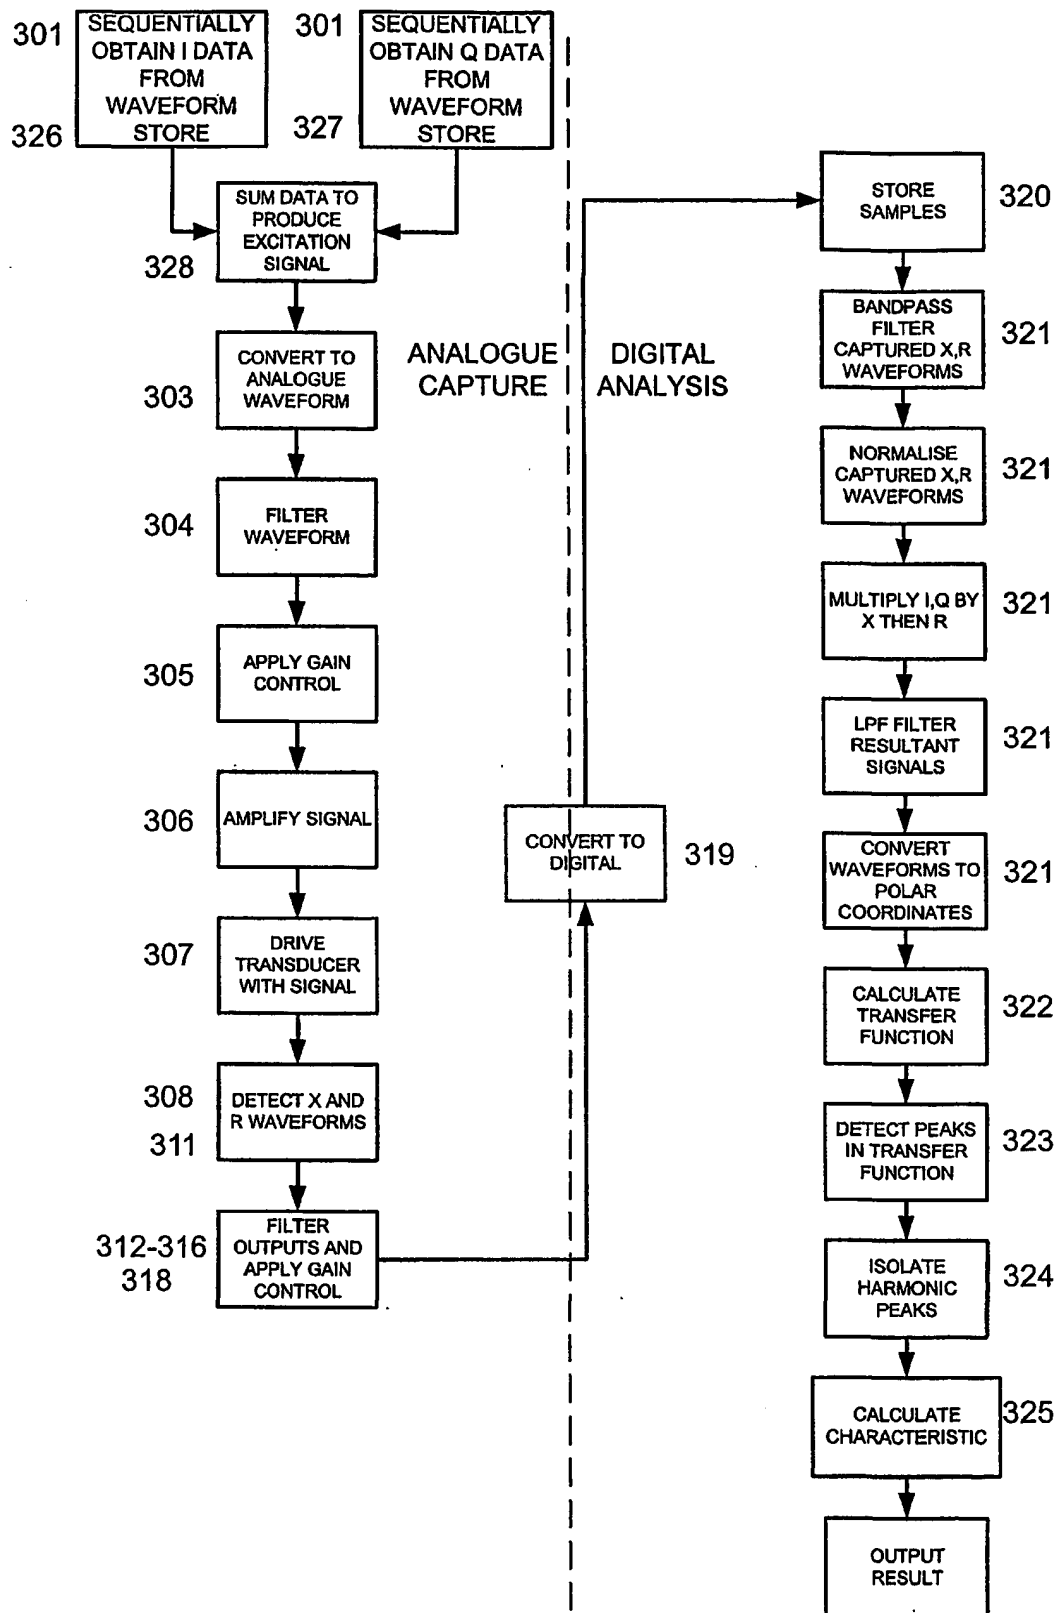 301
SEQUENTIALLY
OBTAIN I DATA
FROM
WAVEFORM
STORE
326
301
SEQUENTIALLY
OBTAIN Q DATA
FROM
WAVEFORM
STORE
327
SUM DATA TO
PRODUCE
EXCITATION
SIGNAL
328
CONVERT TO
ANALOGUE
WAVEFORM
303
ANALOGUE
CAPTURE
DIGITAL
ANALYSIS
FILTER
WAVEFORM
304
APPLY GAIN
CONTROL
305
AMPLIFY SIGNAL
306
DRIVE
TRANSDUCER
WITH SIGNAL
307
DETECT X AND
R WAVEFORMS
308
311
FILTER
OUTPUTS AND
APPLY GAIN
CONTROL
312-316
318
CONVERT TO
DIGITAL
319
STORE
SAMPLES
320
BANDPASS
FILTER
CAPTURED X,R
WAVEFORMS
321
NORMALISE
CAPTURED X,R
WAVEFORMS
321
MULTIPLY I,Q BY
X THEN R
321
LPF FILTER
RESULTANT
SIGNALS
321
CONVERT
WAVEFORMS TO
POLAR
COORDINATES
321
CALCULATE
TRANSFER
FUNCTION
322
DETECT PEAKS
IN TRANSFER
FUNCTION
323
ISOLATE
HARMONIC
PEAKS
324
CALCULATE
CHARACTERISTIC
325
OUTPUT
RESULT